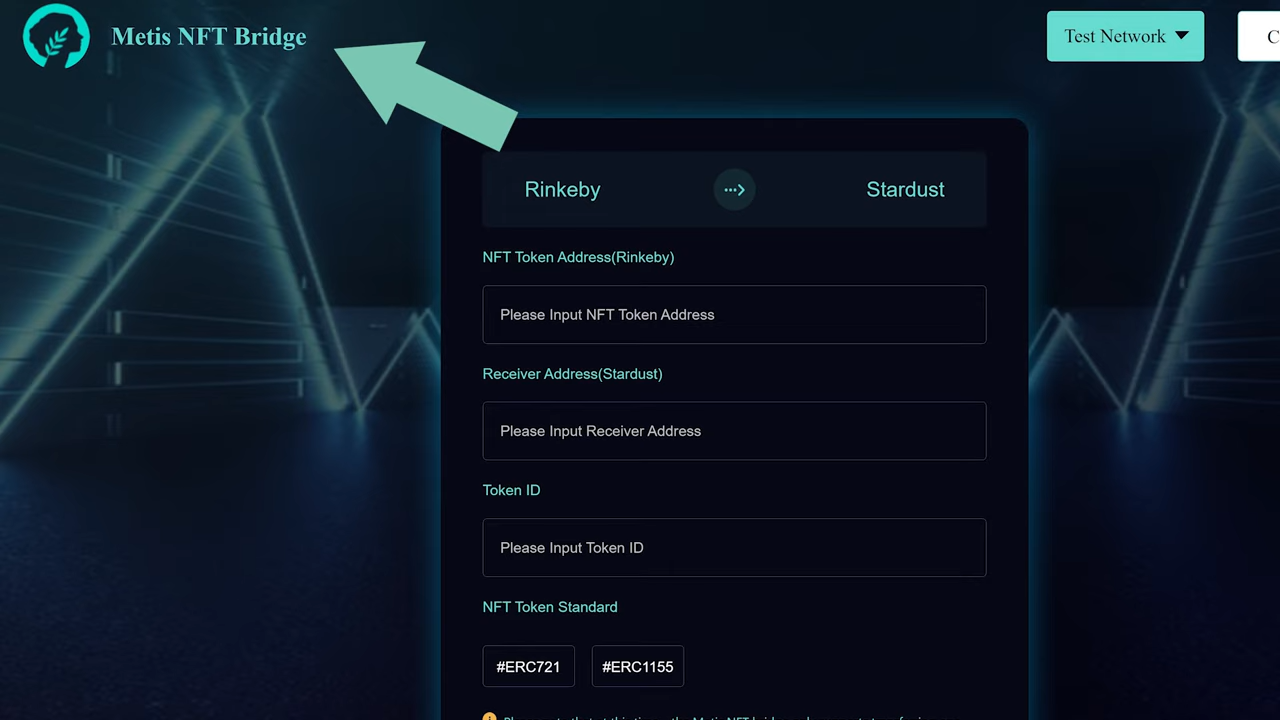 Metis NFT Bridge
Test Network
C
Rinkeby
Stardust
NFT Token Address(Rinkeby)
Please Input NFT Token Address
Receiver Address(Stardust)
Please Input Receiver Address
Token ID
Please Input Token ID
NFT Token Standard
#ERC721
#ERC1155